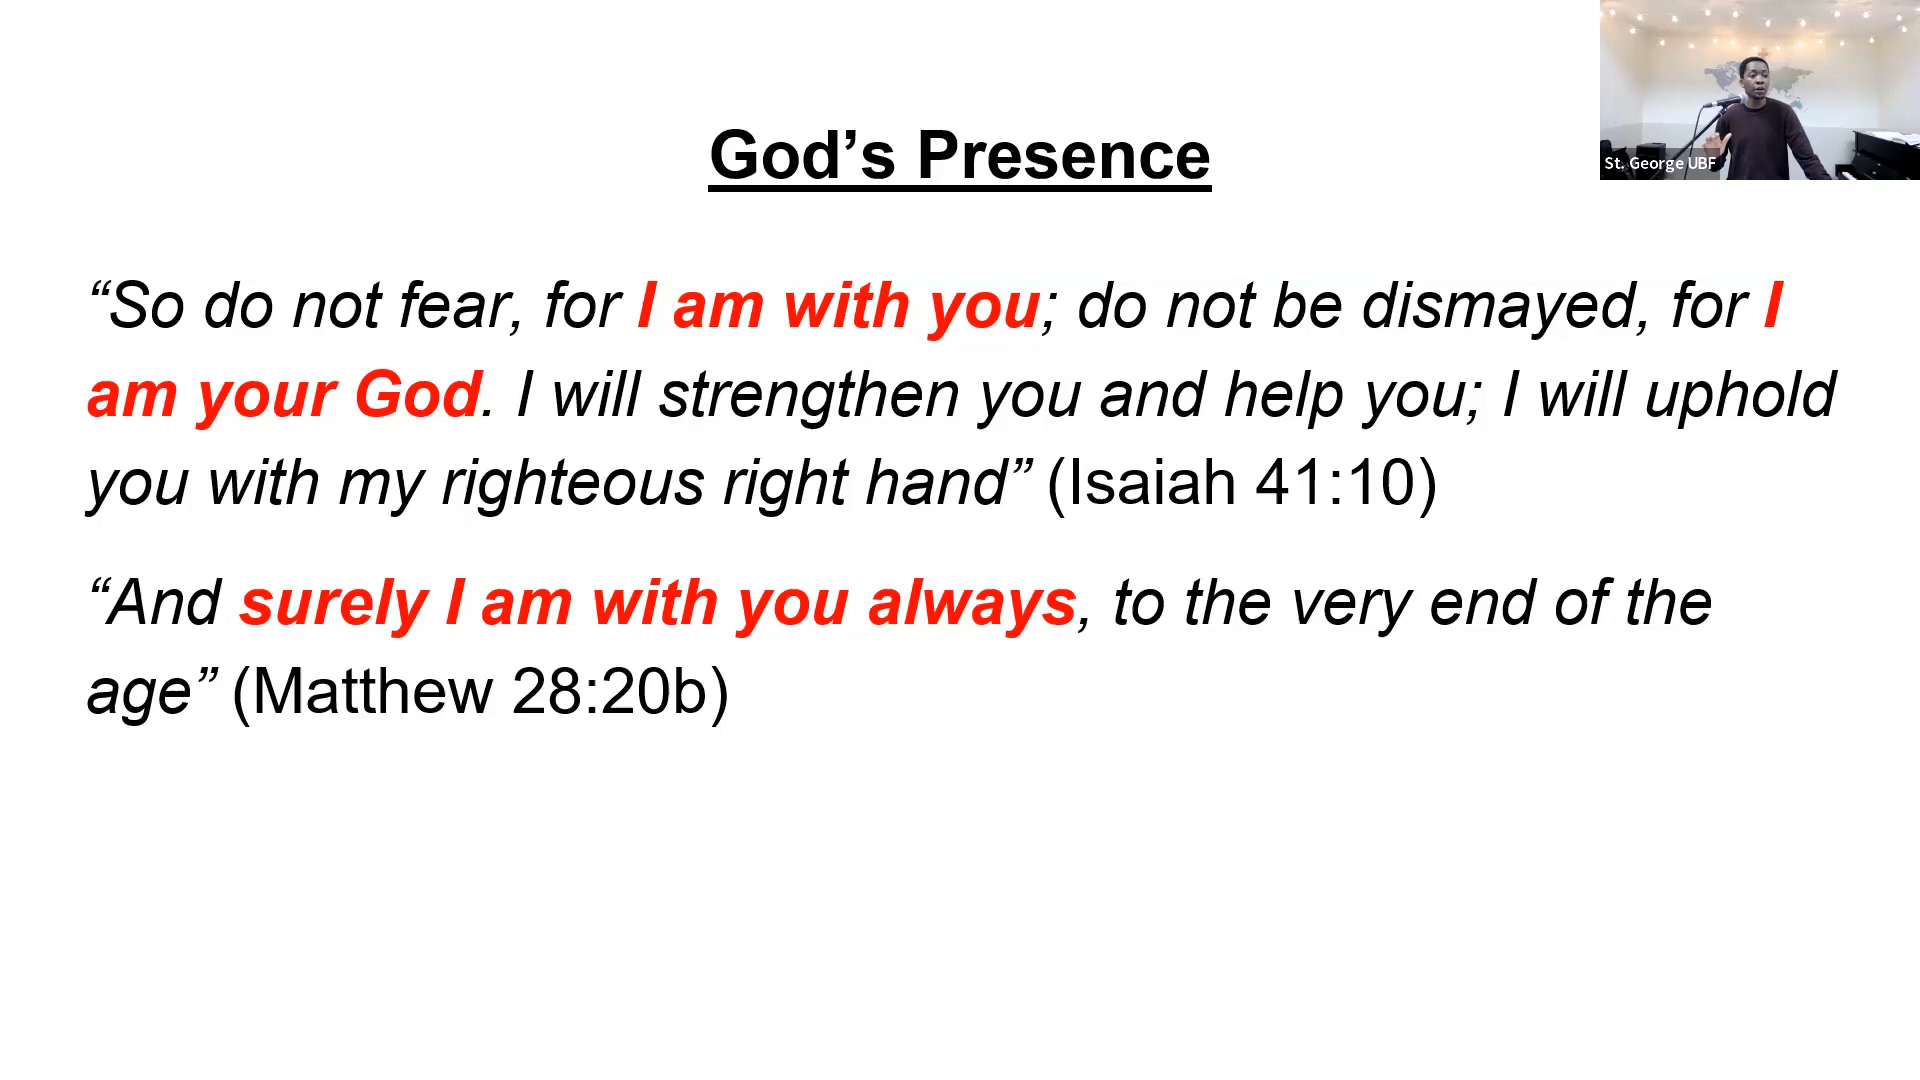 God’s Presence
St. George UBF
“So do not fear, for I am with you; do not be dismayed, for I
am your God. I will strengthen you and help you; I will uphold
you with my righteous right hand” (Isaiah 41:10)
“And surely I am with you always, to the very end of the
age” (Matthew 28:20b)